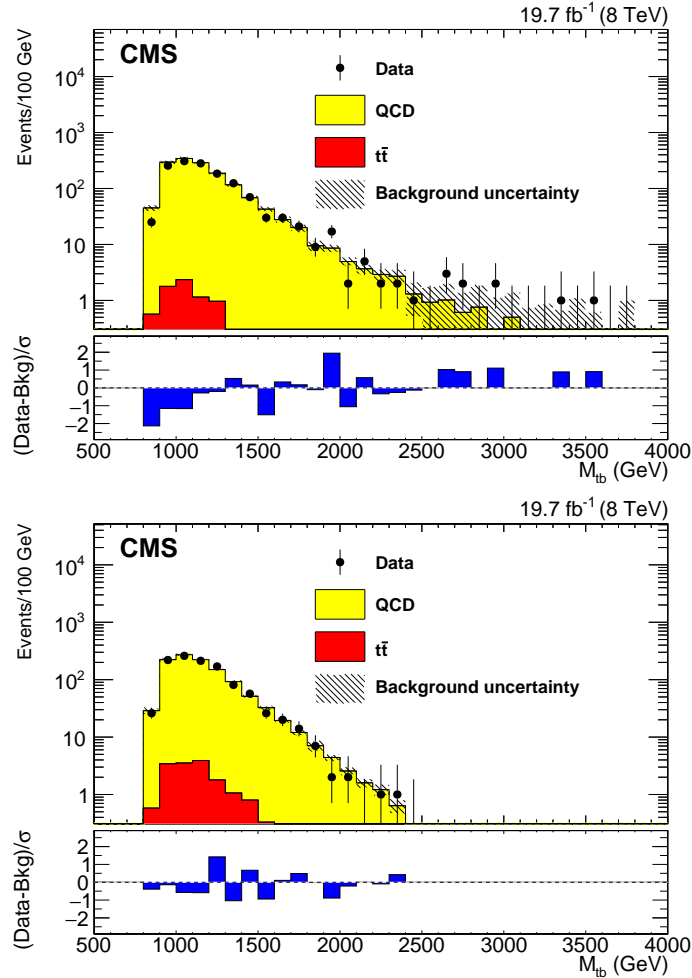 19.7 fb⁻¹ (8 TeV)
CMS
Data
QCD
tt̄
Background uncertainty
Events/100 GeV
10⁴
10³
10²
10
1
(Data-Bkg)/σ
2
1
0
−1
−2
500 1000 1500 2000 2500 3000 3500 4000
M_tb (GeV)
19.7 fb⁻¹ (8 TeV)
CMS
Data
QCD
tt̄
Background uncertainty
Events/100 GeV
10⁴
10³
10²
10
1
(Data-Bkg)/σ
2
1
0
−1
−2
500 1000 1500 2000 2500 3000 3500 4000
M_tb (GeV)